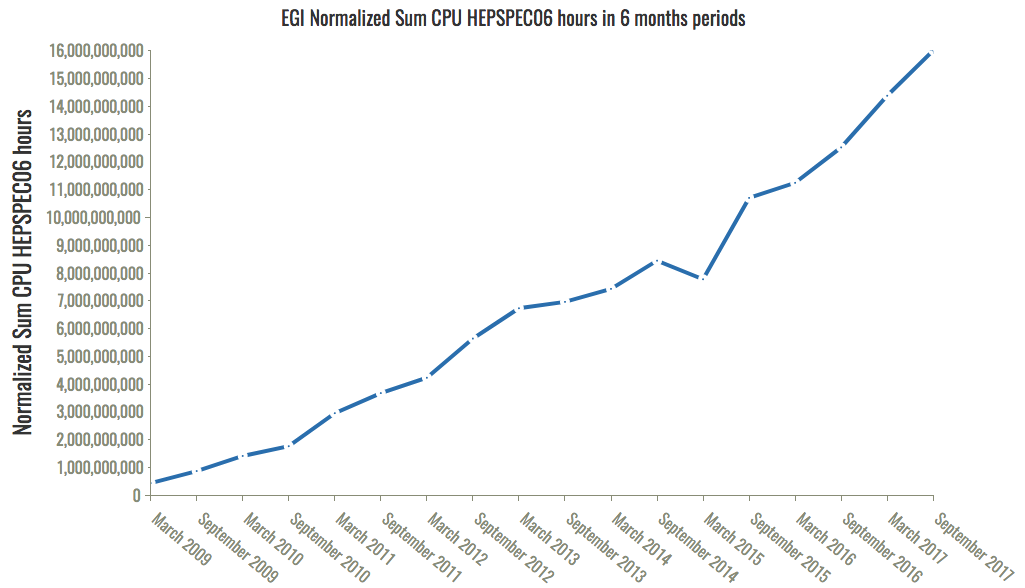 EGI Normalized Sum CPU HEPSPEC06 hours in 6 months periods
Normalized Sum CPU HEPSPEC06 hours
16,000,000,000
15,000,000,000
14,000,000,000
13,000,000,000
12,000,000,000
11,000,000,000
10,000,000,000
9,000,000,000
8,000,000,000
7,000,000,000
6,000,000,000
5,000,000,000
4,000,000,000
3,000,000,000
2,000,000,000
1,000,000,000
0
March 2009
September 2009
March 2010
September 2010
March 2011
September 2011
March 2012
September 2012
March 2013
September 2013
March 2014
September 2014
March 2015
September 2015
March 2016
September 2016
March 2017
September 2017